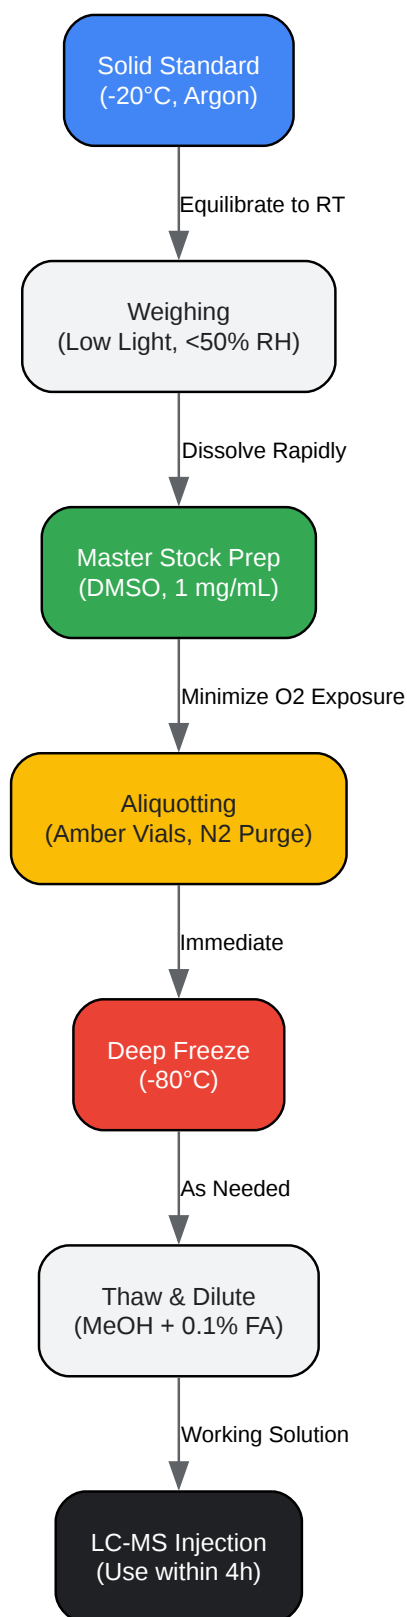 Solid Standard
(-20°C, Argon)
Equilibrate to RT
Weighing
(Low Light, <50% RH)
Dissolve Rapidly
Master Stock Prep
(DMSO, 1 mg/mL)
Minimize O2 Exposure
Aliquotting
(Amber Vials, N2 Purge)
Immediate
Deep Freeze
(-80°C)
As Needed
Thaw & Dilute
(MeOH + 0.1% FA)
Working Solution
LC-MS Injection
(Use within 4h)